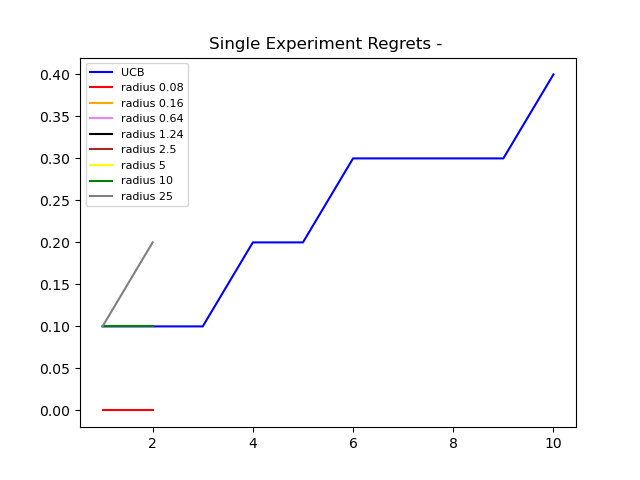 Single Experiment Regrets -
0.40
0.35
0.30
0.25
0.20
0.15
0.10
0.05
0.00
UCB
radius 0.08
radius 0.16
radius 0.64
radius 1.24
radius 2.5
radius 5
radius 10
radius 25
2 4 6 8 10